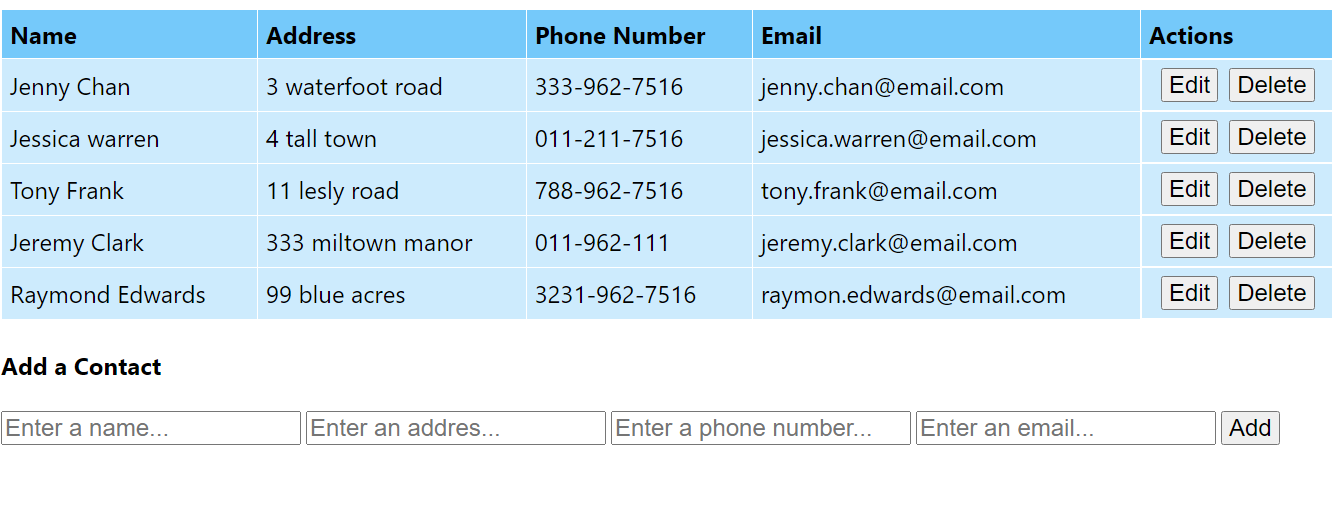 Name Address Phone Number Email Actions
Jenny Chan 3 waterfoot road 333-962-7516 jenny.chan@email.com Edit Delete
Jessica warren 4 tall town 011-211-7516 jessica.warren@email.com Edit Delete
Tony Frank 11 lesly road 788-962-7516 tony.frank@email.com Edit Delete
Jeremy Clark 333 miltown manor 011-962-111 jeremy.clark@email.com Edit Delete
Raymond Edwards 99 blue acres 3231-962-7516 raymon.edwards@email.com Edit Delete
Add a Contact
Enter a name... Enter an addres... Enter a phone number... Enter an email... Add